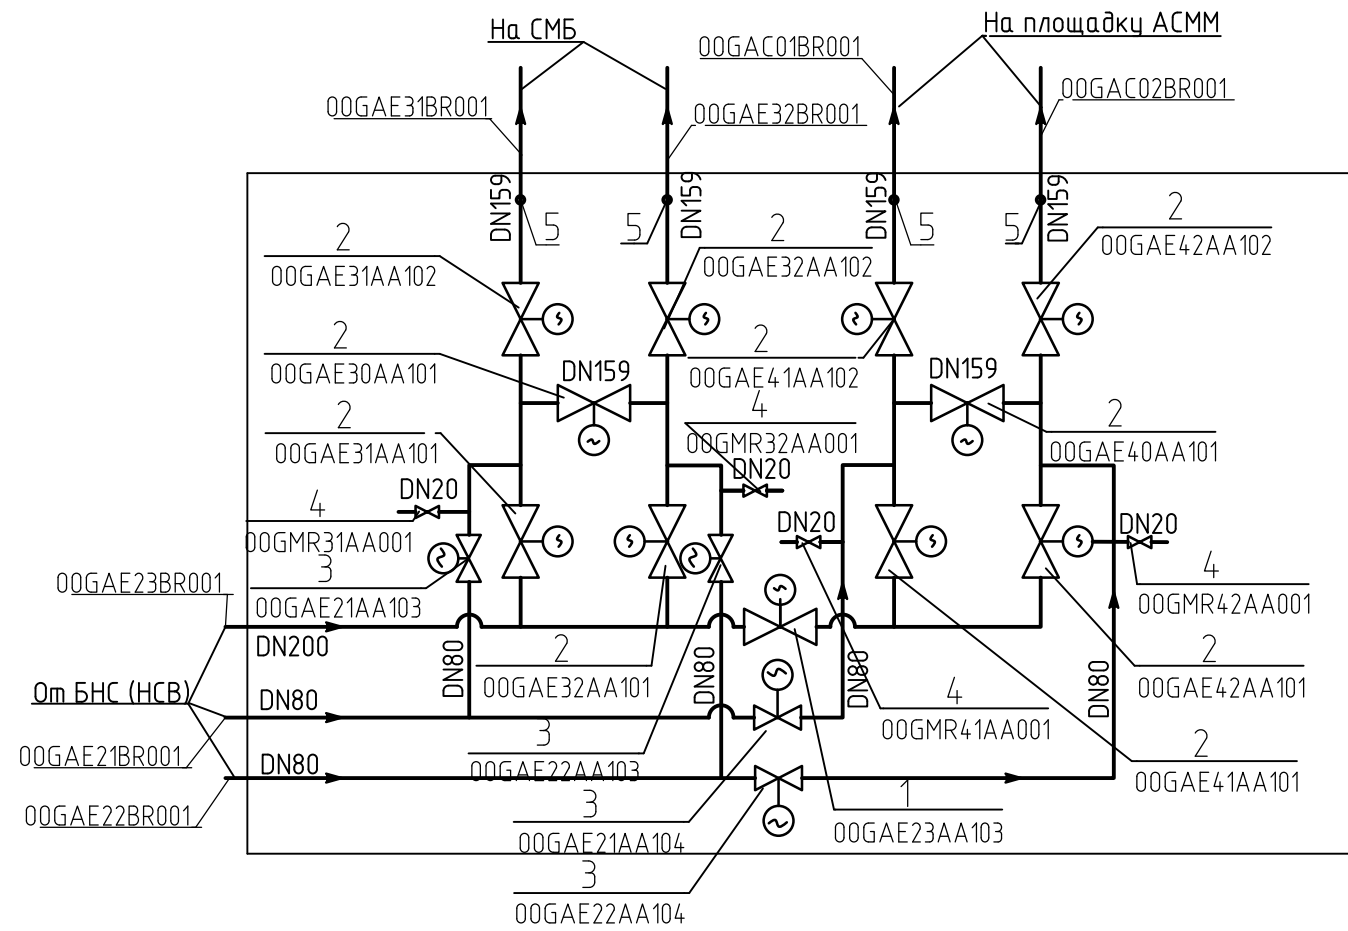 На СМБ
На площадку АСММ
00GAC01BR001
00GAC02BR001
00GAE31BR001
00GAE32BR001
DN159
DN159
DN159
DN159
5
5
5
5
2
00GAE31AA102
2
00GAE32AA102
2
00GAE42AA102
2
00GAE30AA101
DN159
2
00GAE41AA102
DN159
2
00GAE31AA101
4
00GMR32AA001
DN20
2
00GAE40AA101
DN20
4
00GMR31AA001
DN20
DN20
3
00GAE21AA103
4
00GMR42AA001
00GAE23BR001
DN200
DN80
2
00GAE32AA101
DN80
DN80
DN80
2
00GAE42AA101
От БНС (НСВ)
DN80
4
00GMR41AA001
00GAE21BR001
DN80
3
00GAE22AA103
2
00GAE41AA101
00GAE22BR001
3
00GAE21AA104
1
00GAE23AA103
3
00GAE22AA104